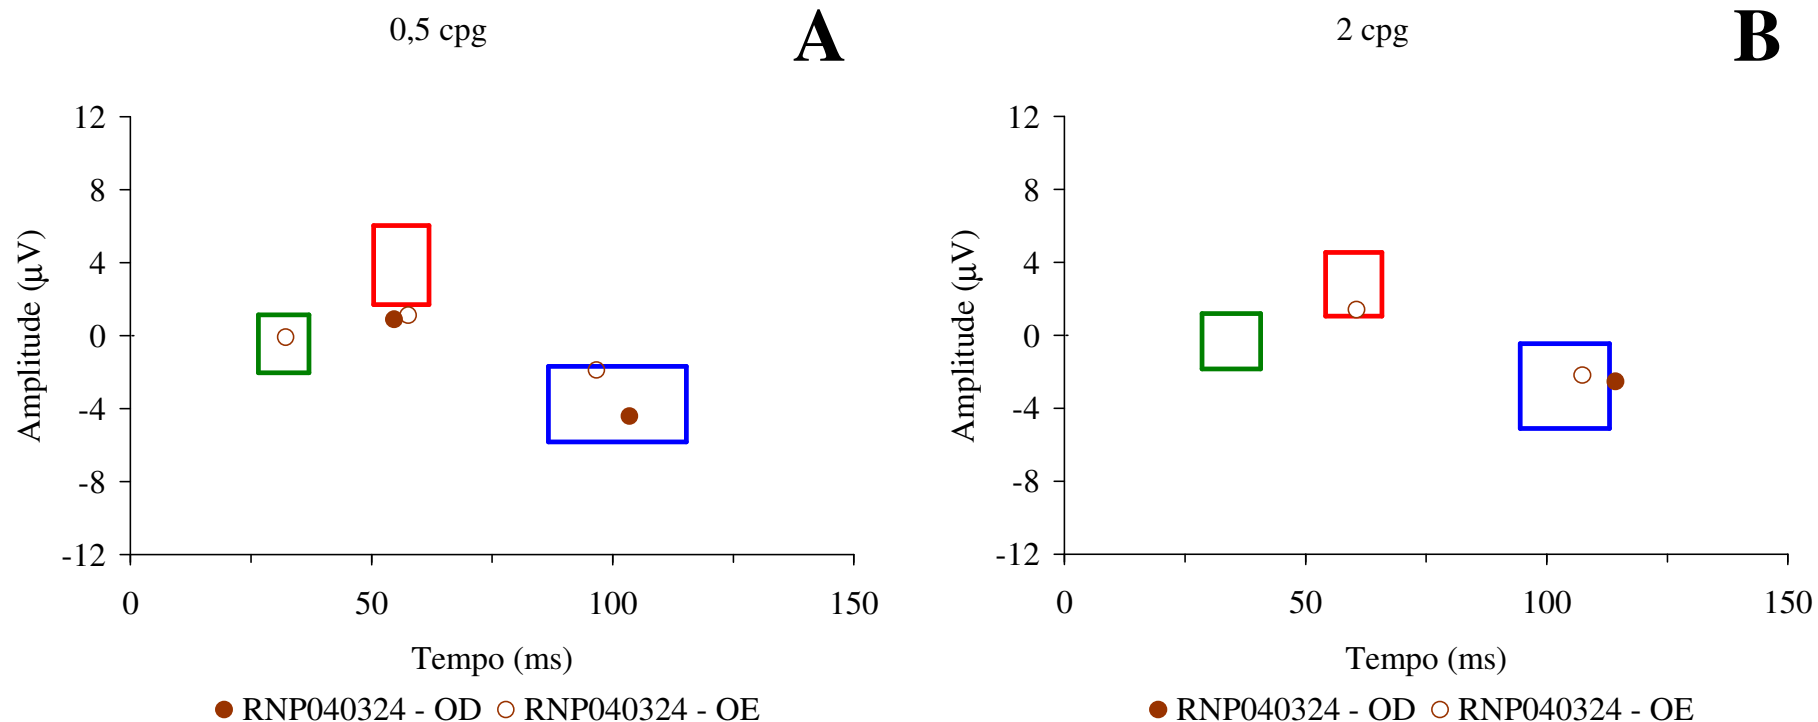 0,5 cpg
A
12
8
4
0
-4
-8
-12
Amplitude (µV)
0 50 100 150
Tempo (ms)
RNP040324 - OD RNP040324 - OE
2 cpg
B
12
8
4
0
-4
-8
-12
Amplitude (µV)
0 50 100 150
Tempo (ms)
RNP040324 - OD RNP040324 - OE